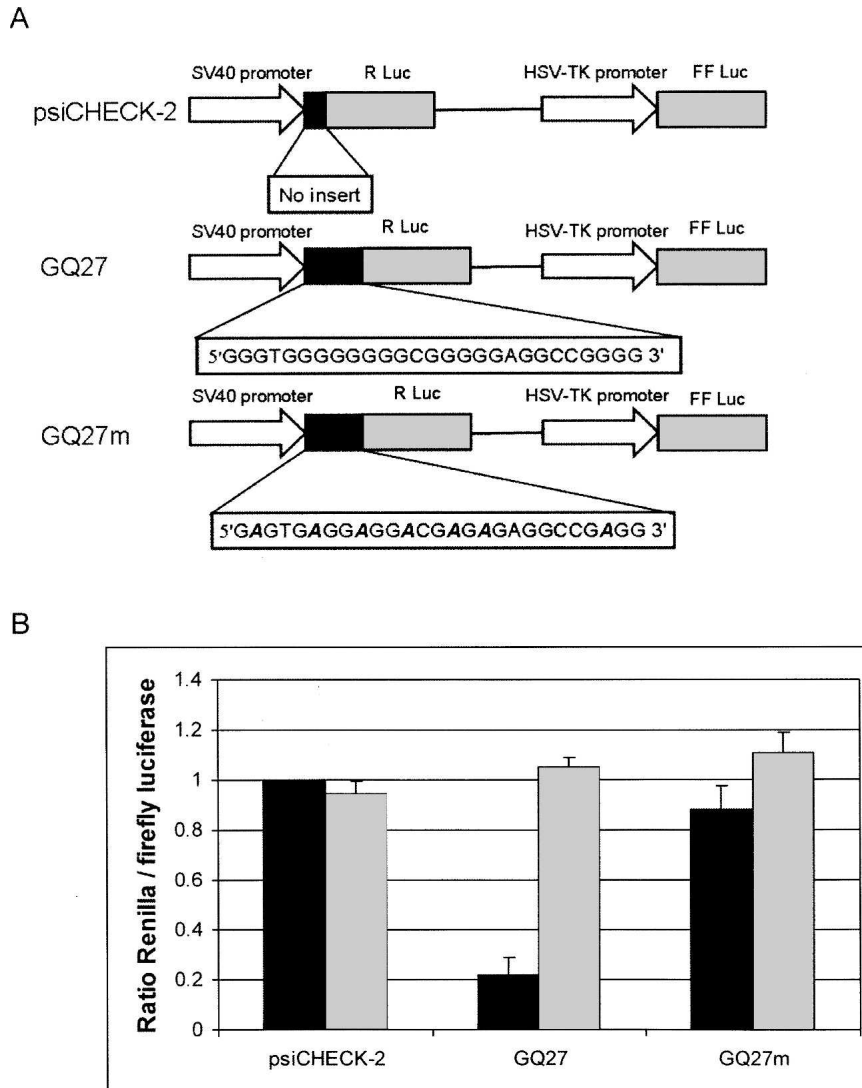 A
SV40 promoter R Luc HSV-TK promoter FF Luc
psiCHECK-2
No insert
SV40 promoter R Luc HSV-TK promoter FF Luc
GQ27
5'GGGTGGGGGGGGCGGGGGAGGCCGGGG 3'
SV40 promoter R Luc HSV-TK promoter FF Luc
GQ27m
5'GAGTGAGGAGGACGAGAGAGGCCGAGG 3'
B
Ratio Renilla / firefly luciferase
1.4
1.2
1
0.8
0.6
0.4
0.2
0
psiCHECK-2 GQ27 GQ27m